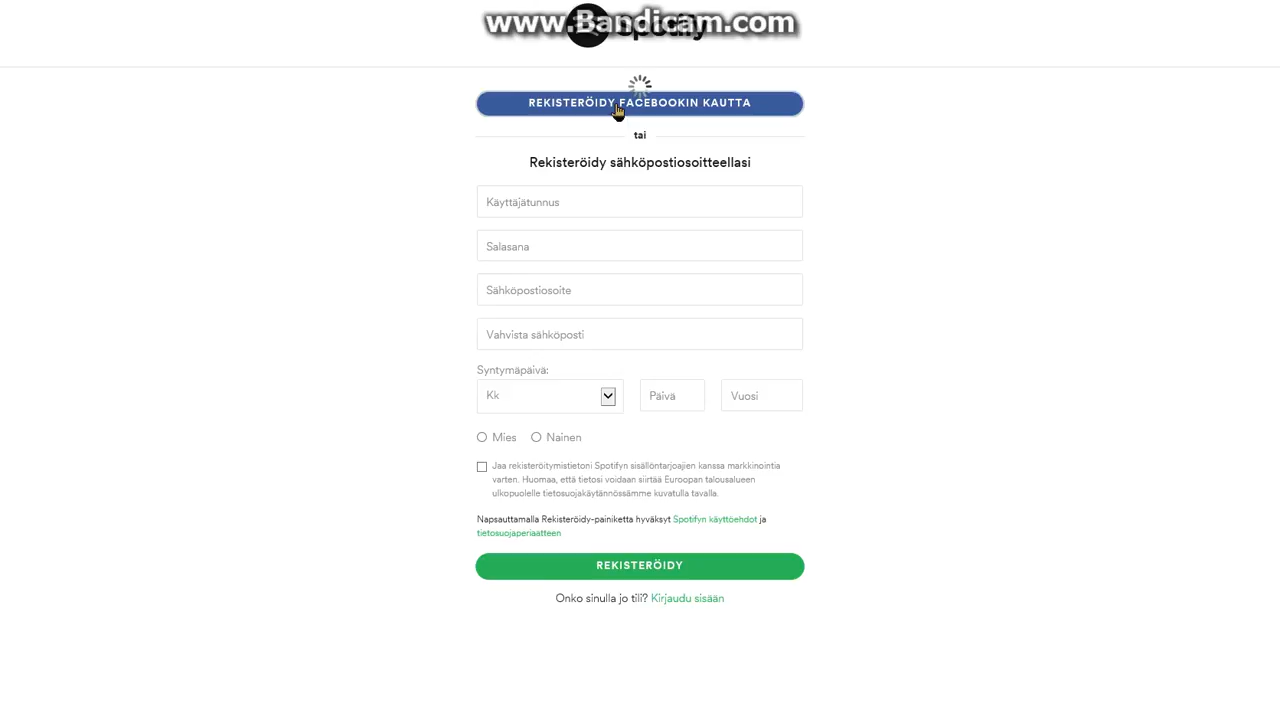 www.Bandicam.com
Spotify
REKISTERÖIDY FACEBOOKIN KAUTTA
tai
Rekisteröidy sähköpostiosoitteellasi
Käyttäjätunnus
Salasana
Sähköpostiosoite
Vahvista sähköposti
Syntymäpäivä:
Kk Päivä Vuosi
Mies Nainen
Jaa rekisteröitymistietoni Spotifyn sisällöntarjoajien kanssa markkinointia
varten. Huomaa, että tietosi voidaan siirtää Euroopan talousalueen
ulkopuolelle tietosuojakäytännössämme kuvatulla tavalla.
Napsauttamalla Rekisteröidy-painiketta hyväksyt Spotifyn käyttöehdot ja
tietosuojaperiaatteen
REKISTERÖIDY
Onko sinulla jo tili? Kirjaudu sisään